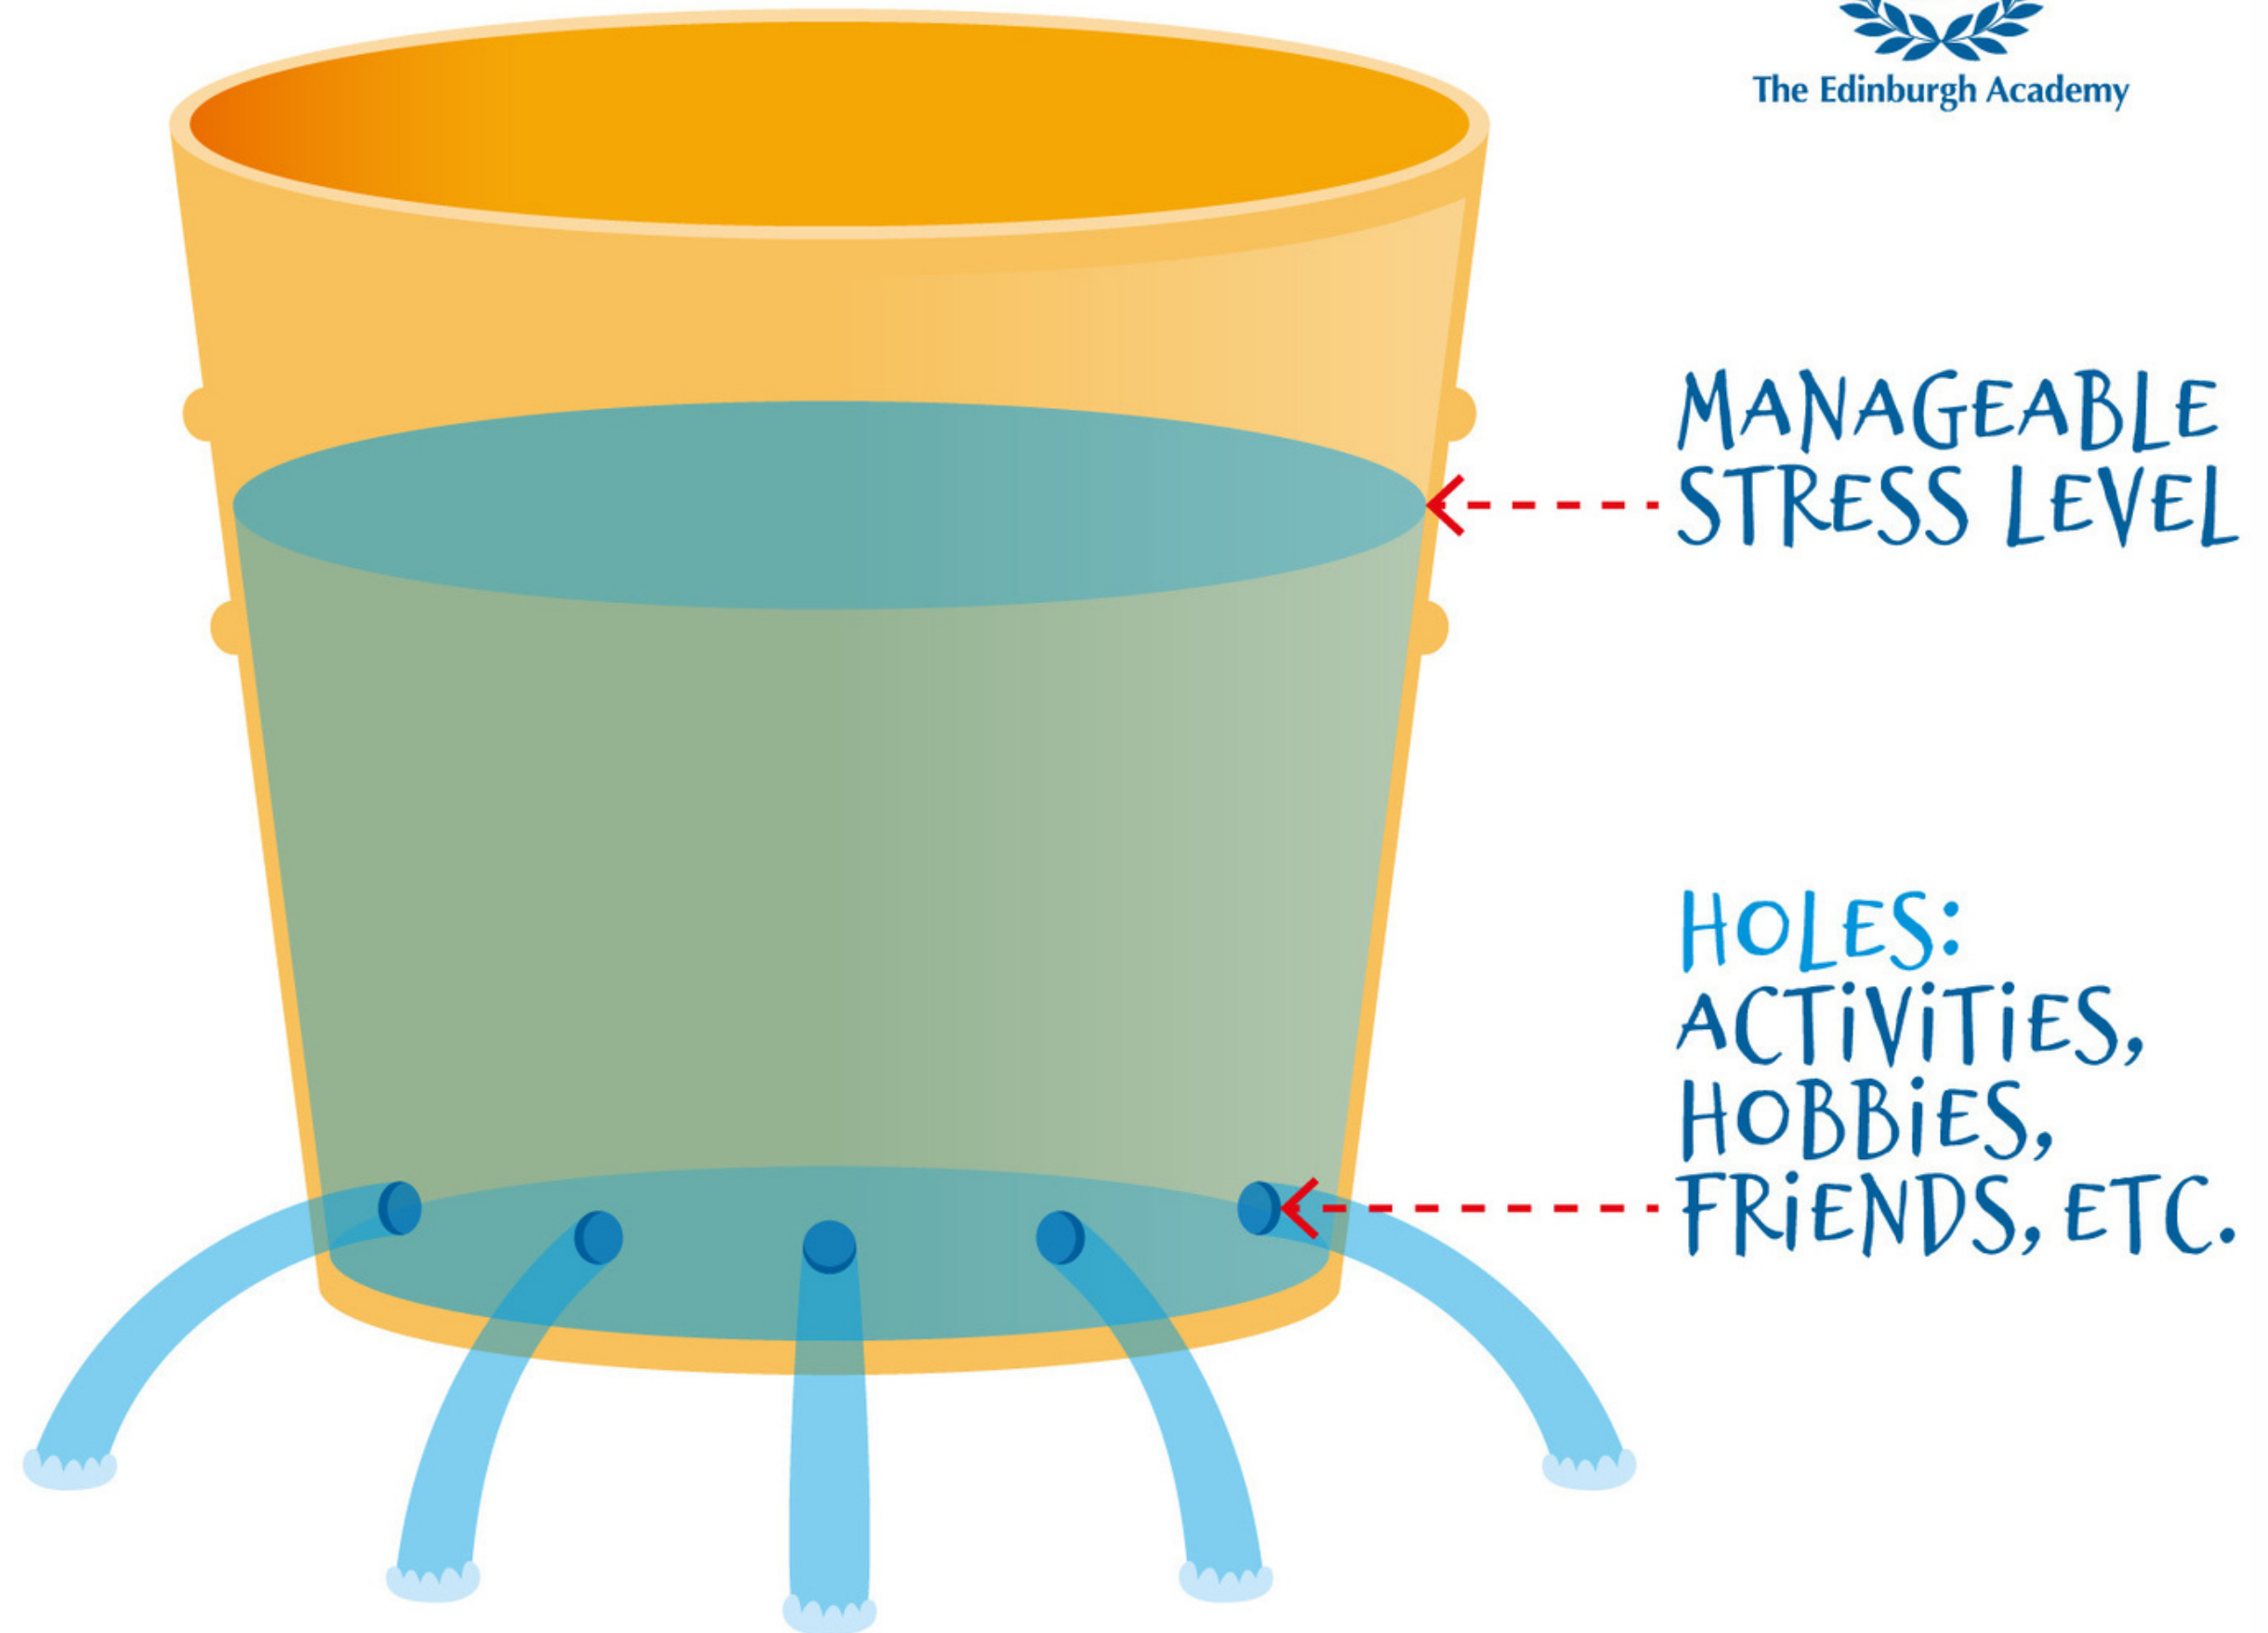 The Edinburgh Academy
MANAGEABLE
STRESS LEVEL
HOLES:
ACTiViTiES,
HOBBiES,
FRiENDS, ETC.